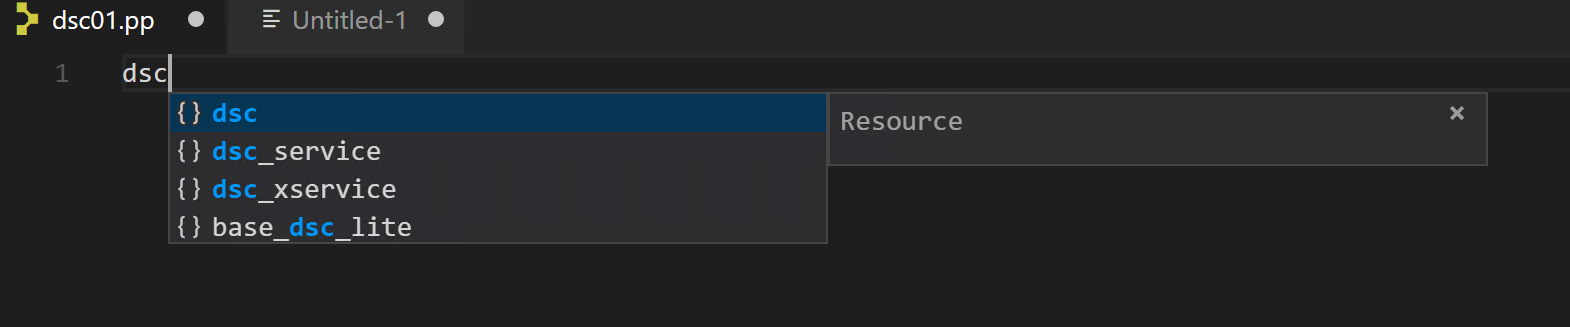 dsc01.pp Untitled-1
1 dsc
{} dsc
{} dsc_service
{} dsc_xservice
{} base_dsc_lite
Resource ×